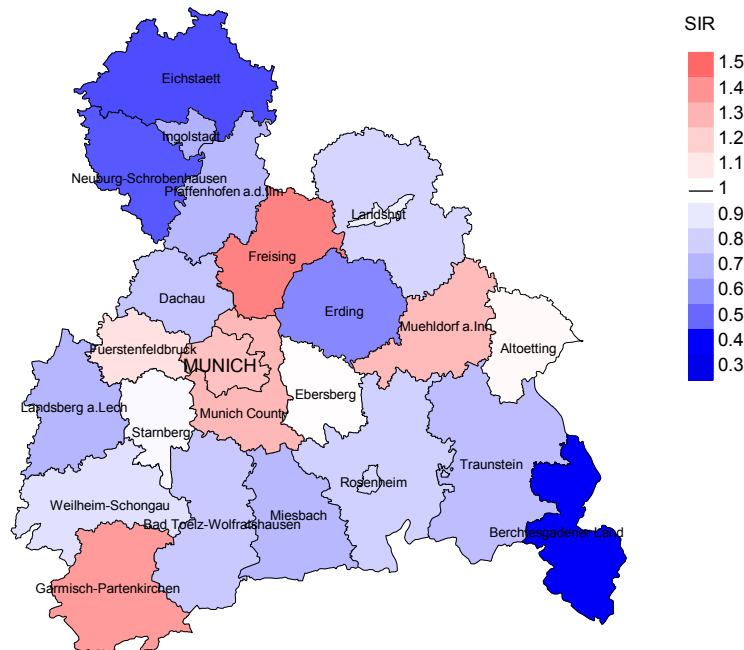 SIR
Eichstaett
1.5
1.4
1.3
1.2
1.1
1
0.9
0.8
0.7
0.6
0.5
0.4
0.3
Ingolstadt
Neuburg-Schrobenhausen
Pfaffenhofen a.d.Ilm
Landshut
Freising
Dachau
Erding
Muehldorf a.Inn
Fuerstenfeldbruck
Altoetting
MUNICH
Ebersberg
Landsberg a.Lech
Munich County
Starnberg
Traunstein
Rosenheim
Weilheim-Schongau
Miesbach
Bad Toelz-Wolfratshausen
Berchtesgadener Land
Garmisch-Partenkirchen